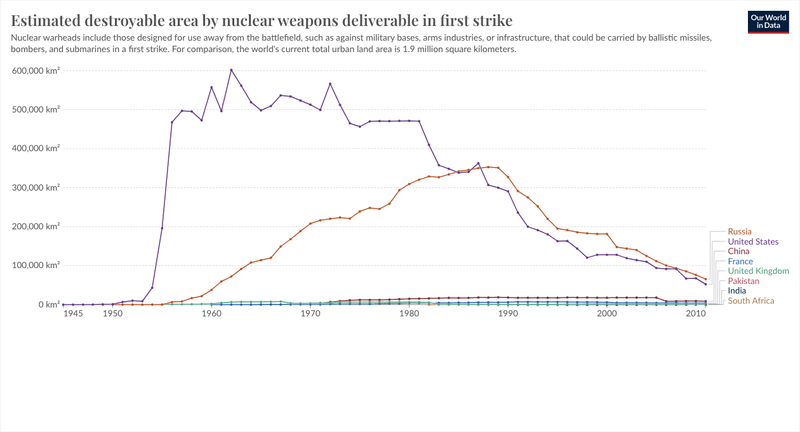 Estimated destroyable area by nuclear weapons deliverable in first strike
Our World
in Data
Nuclear warheads include those designed for use away from the battlefield, such as against military bases, arms industries, or infrastructure, that could be carried by ballistic missiles,
bombers, and submarines in a first strike. For comparison, the world's current total urban land area is 1.9 million square kilometers.
600,000 km²
500,000 km²
400,000 km²
300,000 km²
200,000 km²
100,000 km²
0 km²
1945 1950 1960 1970 1980 1990 2000 2010
Russia
United States
China
France
United Kingdom
Pakistan
India
South Africa